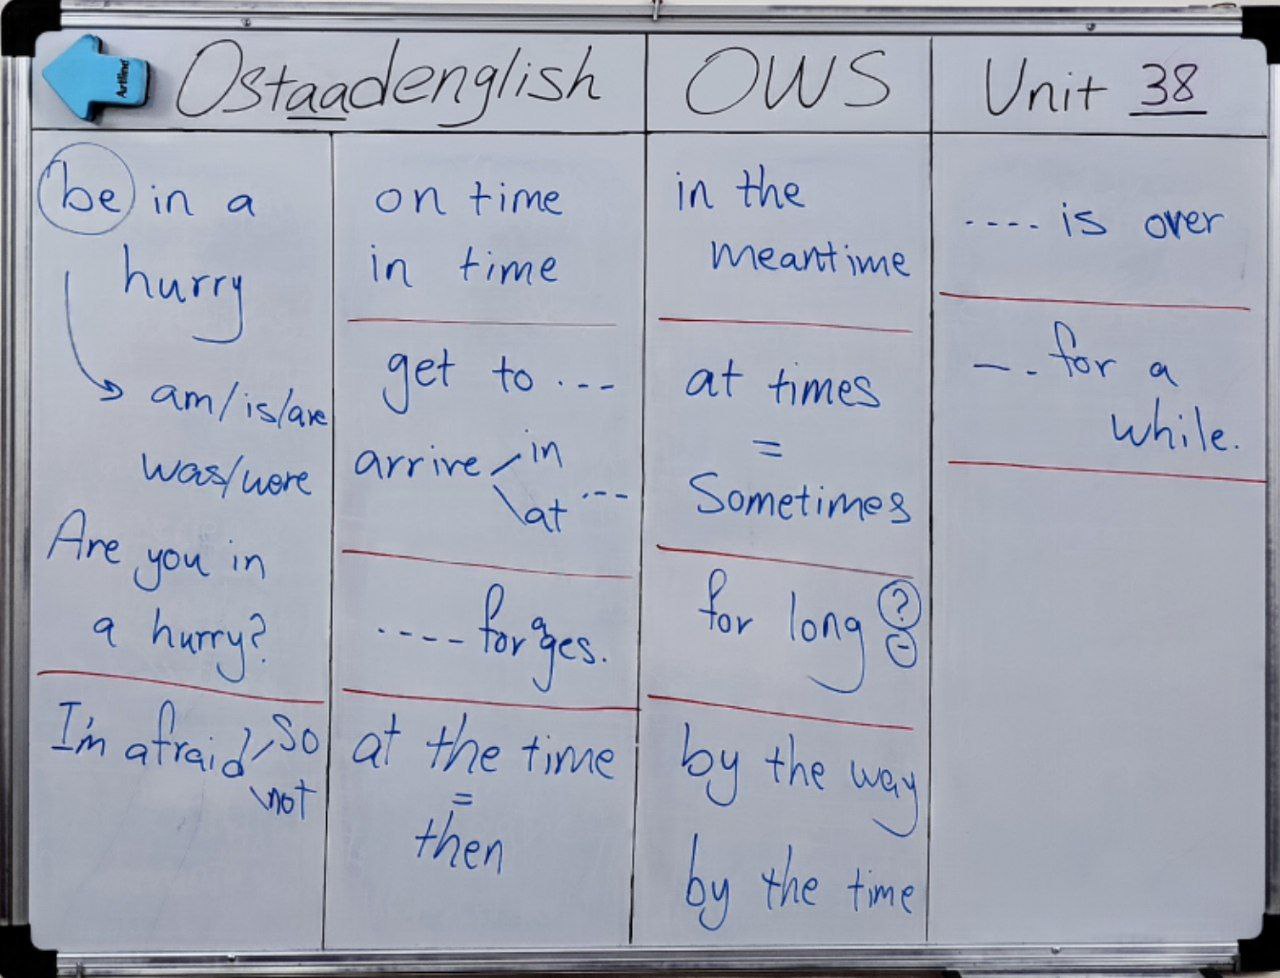 Artline
Ostaadenglish
OWS
Unit 38
be in a
hurry
am/is/are
was/were
Are you in
a hurry?
I'm afraid so
not
on time
in time
get to ...
arrive in
at ...
.... for ages.
at the time
=
then
in the
meantime
at times
=
Sometimes
for long ?
-
by the way
by the time
.... is over
-.. for a
while.